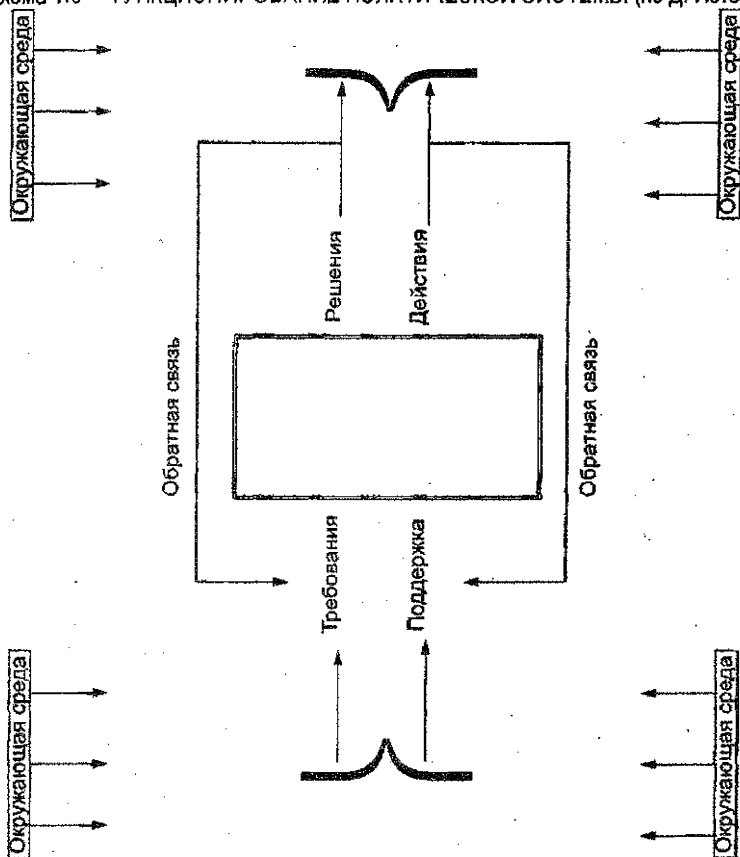 Окружающая среда
Окружающая среда
Решения
Действия
Обратная связь
Обратная связь
Требования
Поддержка
Окружающая среда
Окружающая среда